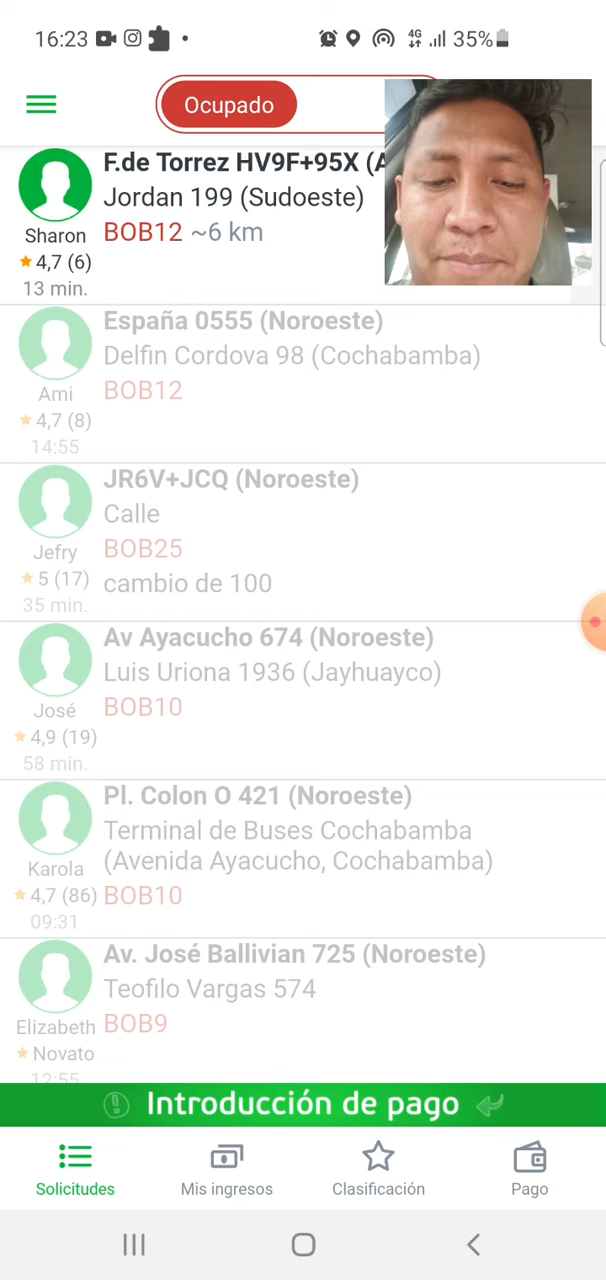 16:23
4G
35%
Ocupado
F.de Torrez HV9F+95X (A
Jordan 199 (Sudoeste)
BOB12 ~6 km
Sharon
4,7 (6)
13 min.
España 0555 (Noroeste)
Delfin Cordova 98 (Cochabamba)
BOB12
Ami
4,7 (8)
14:55
JR6V+JCQ (Noroeste)
Calle
BOB25
cambio de 100
Jefry
5 (17)
35 min.
Av Ayacucho 674 (Noroeste)
Luis Uriona 1936 (Jayhuayco)
BOB10
José
4,9 (19)
58 min.
Pl. Colon O 421 (Noroeste)
Terminal de Buses Cochabamba
(Avenida Ayacucho, Cochabamba)
BOB10
Karola
4,7 (86)
09:31
Av. José Ballivian 725 (Noroeste)
Teofilo Vargas 574
BOB9
Elizabeth
Novato
12:55
Introducción de pago
Solicitudes
Mis ingresos
Clasificación
Pago